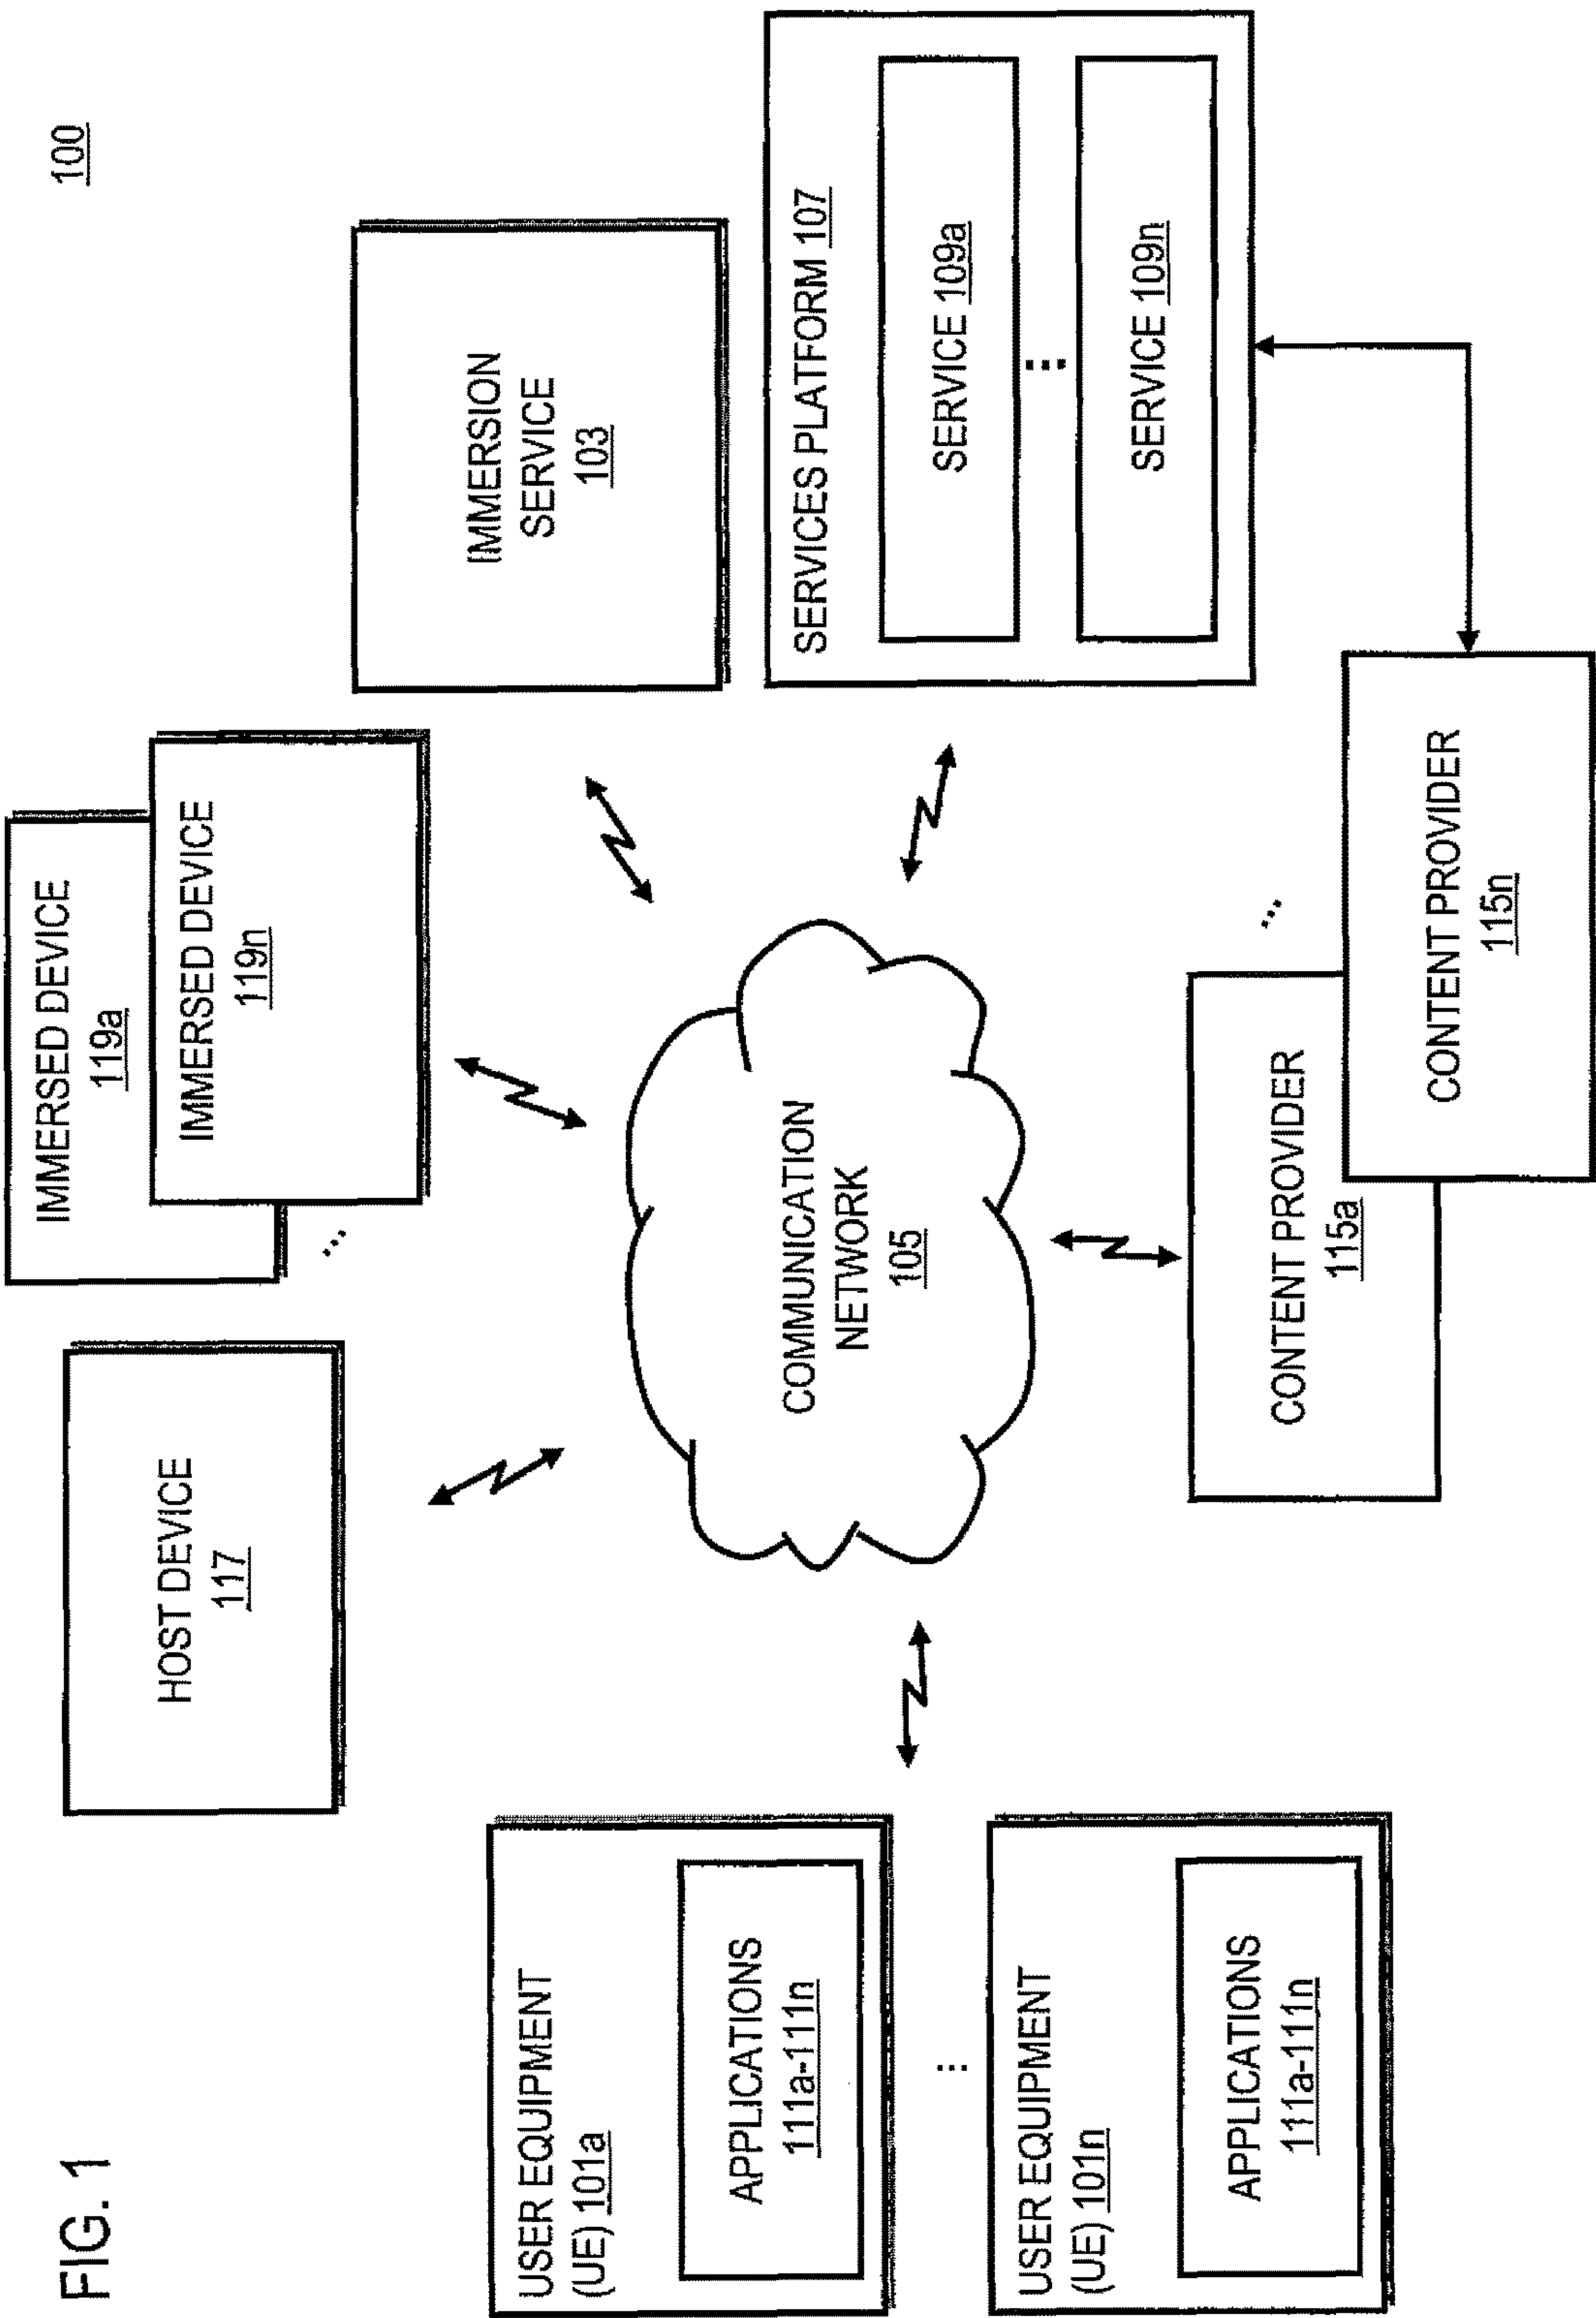 FIG. 1
100
HOST DEVICE
117
IMMERSED DEVICE
119a
IMMERSED DEVICE
119n
...
IMMERSION
SERVICE
103
USER EQUIPMENT
(UE) 101a
APPLICATIONS
111a-111n
...
USER EQUIPMENT
(UE) 101n
APPLICATIONS
111a-111n
COMMUNICATION
NETWORK
105
SERVICES PLATFORM 107
SERVICE 109a
...
SERVICE 109n
CONTENT PROVIDER
115a
...
CONTENT PROVIDER
115n